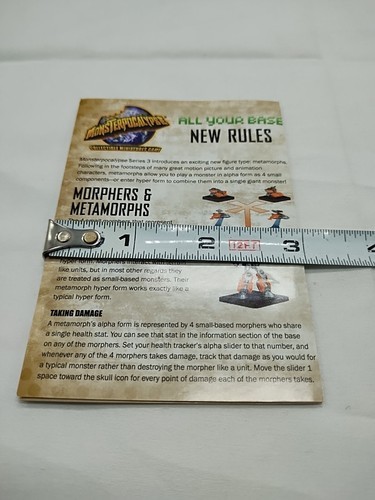 MONSTERPOCALYPSE
COLLECTIBLE MINIATURES GAME
ALL YOUR BASE
NEW RULES
Monsterpocalypse Series 3 introduces an exciting new figure type: metamorphs.
Following in the footsteps of many great motion picture and animation
characters, metamorphs allow you to play a monster in alpha form as 4 small
components–or enter hyper form to combine them into a single giant monster!
MORPHERS &
METAMORPHS
1 2 12FT 3 4
like units, but in most other regards they
are treated as small-based monsters. Their
metamorph hyper form works exactly like a
typical hyper form.
TAKING DAMAGE
A metamorph's alpha form is represented by 4 small-based morphers who share
a single health stat. You can see that stat in the information section of the base
on any of the morphers. Set your health tracker's alpha slider to that number, and
whenever any of the 4 morphers takes damage, track that damage as you would for
a typical monster rather than destroying the morpher like a unit. Move the slider 1
space toward the skull icon for every point of damage each of the morphers takes.